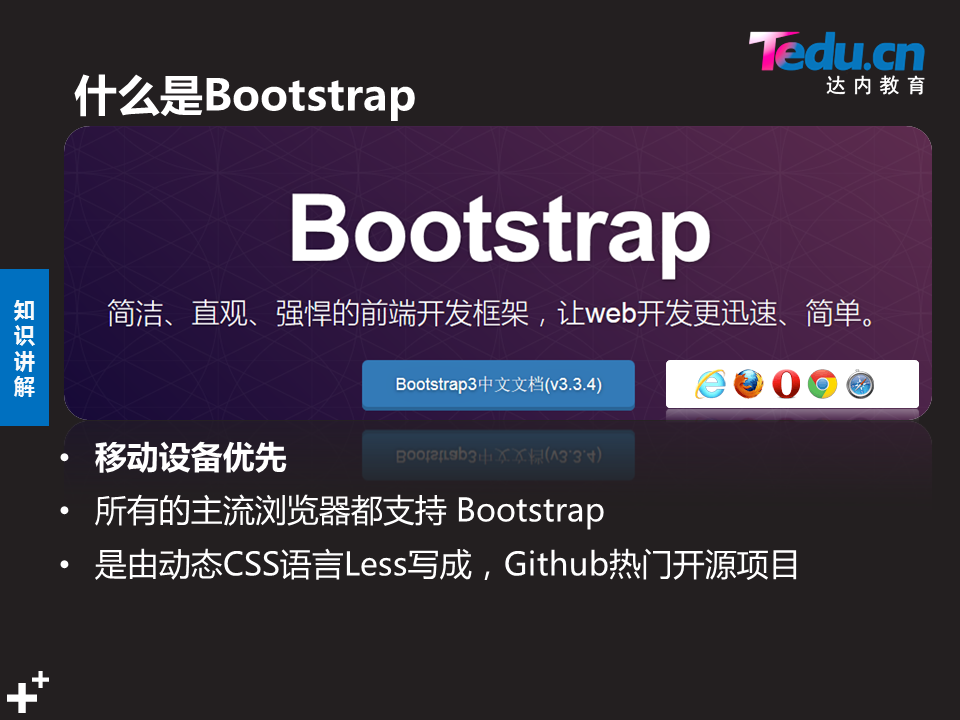 Tedu.cn
达内教育
什么是Bootstrap
Bootstrap
简洁、直观、强悍的前端开发框架，让web开发更迅速、简单。
Bootstrap3中文文档(v3.3.4)
知识讲解
• 移动设备优先
• 所有的主流浏览器都支持 Bootstrap
• 是由动态CSS语言Less写成，Github热门开源项目